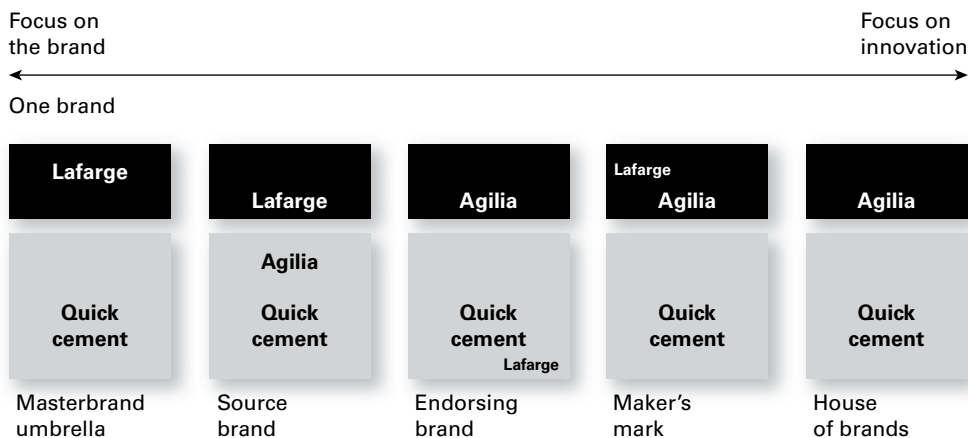 Focus on
the brand
Focus on
innovation
One brand
Lafarge
Quick
cement
Masterbrand
umbrella
Lafarge
Agilia
Quick
cement
Source
brand
Agilia
Quick
cement
Lafarge
Endorsing
brand
Lafarge
Agilia
Quick
cement
Maker's
mark
Agilia
Quick
cement
House
of brands